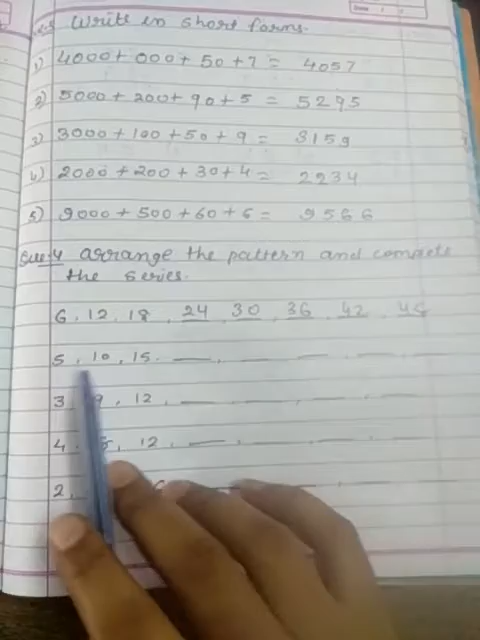 Write in short forms.
1) 4000 + 000 + 50 + 7 = 4057
2) 5000 + 200 + 90 + 5 = 5295
3) 3000 + 100 + 50 + 9 = 3159
4) 2000 + 200 + 30 + 4 = 2234
5) 9000 + 500 + 60 + 6 = 9566
Que.4 arrange the pattern and complete
the series.
6, 12, 18, 24 30 36 42 48
5, 10, 15.
3, 9, 12,
4, 8, 12,
2, 6